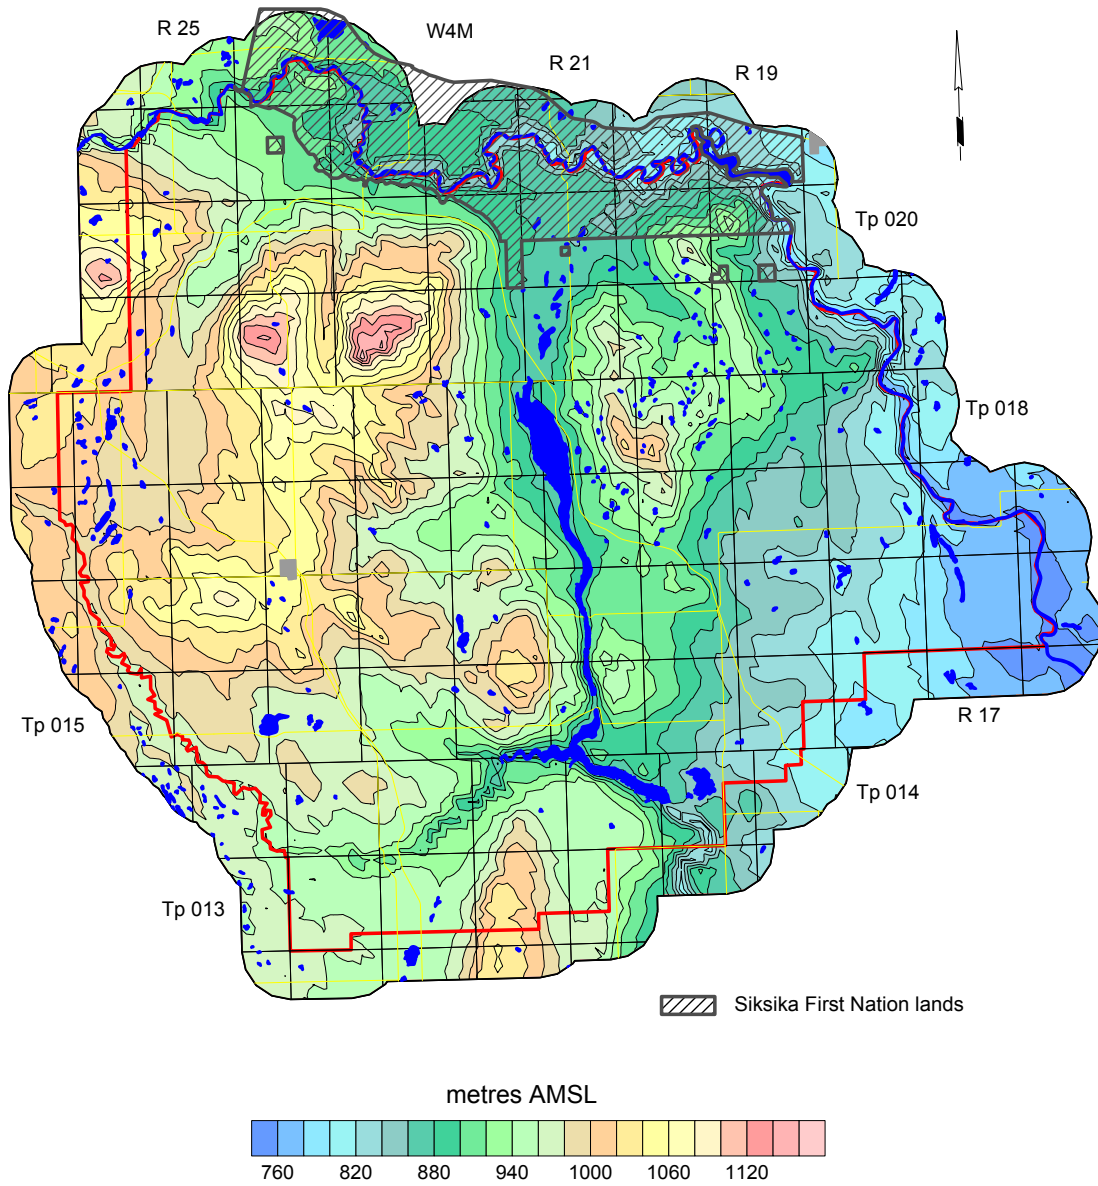 R 25
W4M
R 21
R 19
Tp 020
Tp 018
Tp 015
R 17
Tp 014
Tp 013
Siksika First Nation lands
metres AMSL
760 820 880 940 1000 1060 1120